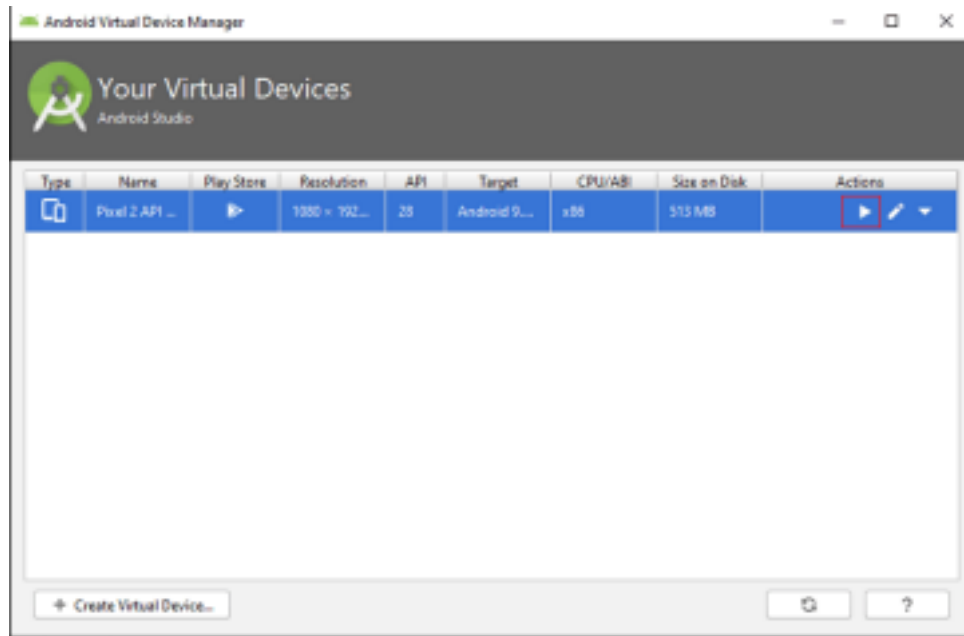 Android Virtual Device Manager
Your Virtual Devices
Android Studio
Type Name Play Store Resolution API Target CPU/ABI Size on Disk Actions
Pixel 2 API ... 1080 × 192... 28 Android 9.... x86 513 MB
+ Create Virtual Device...
?